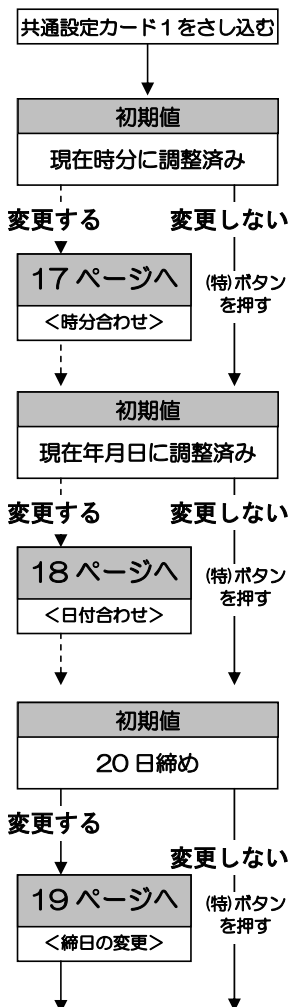 共通設定カード1をさし込む
初期値
現在時分に調整済み
変更する
変更しない
17 ページへ
<時分合わせ>
(特)ボタン
を押す
初期値
現在年月日に調整済み
変更する
変更しない
18 ページへ
<日付合わせ>
(特)ボタン
を押す
初期値
20 日締め
変更する
変更しない
19 ページへ
<締日の変更>
(特)ボタン
を押す